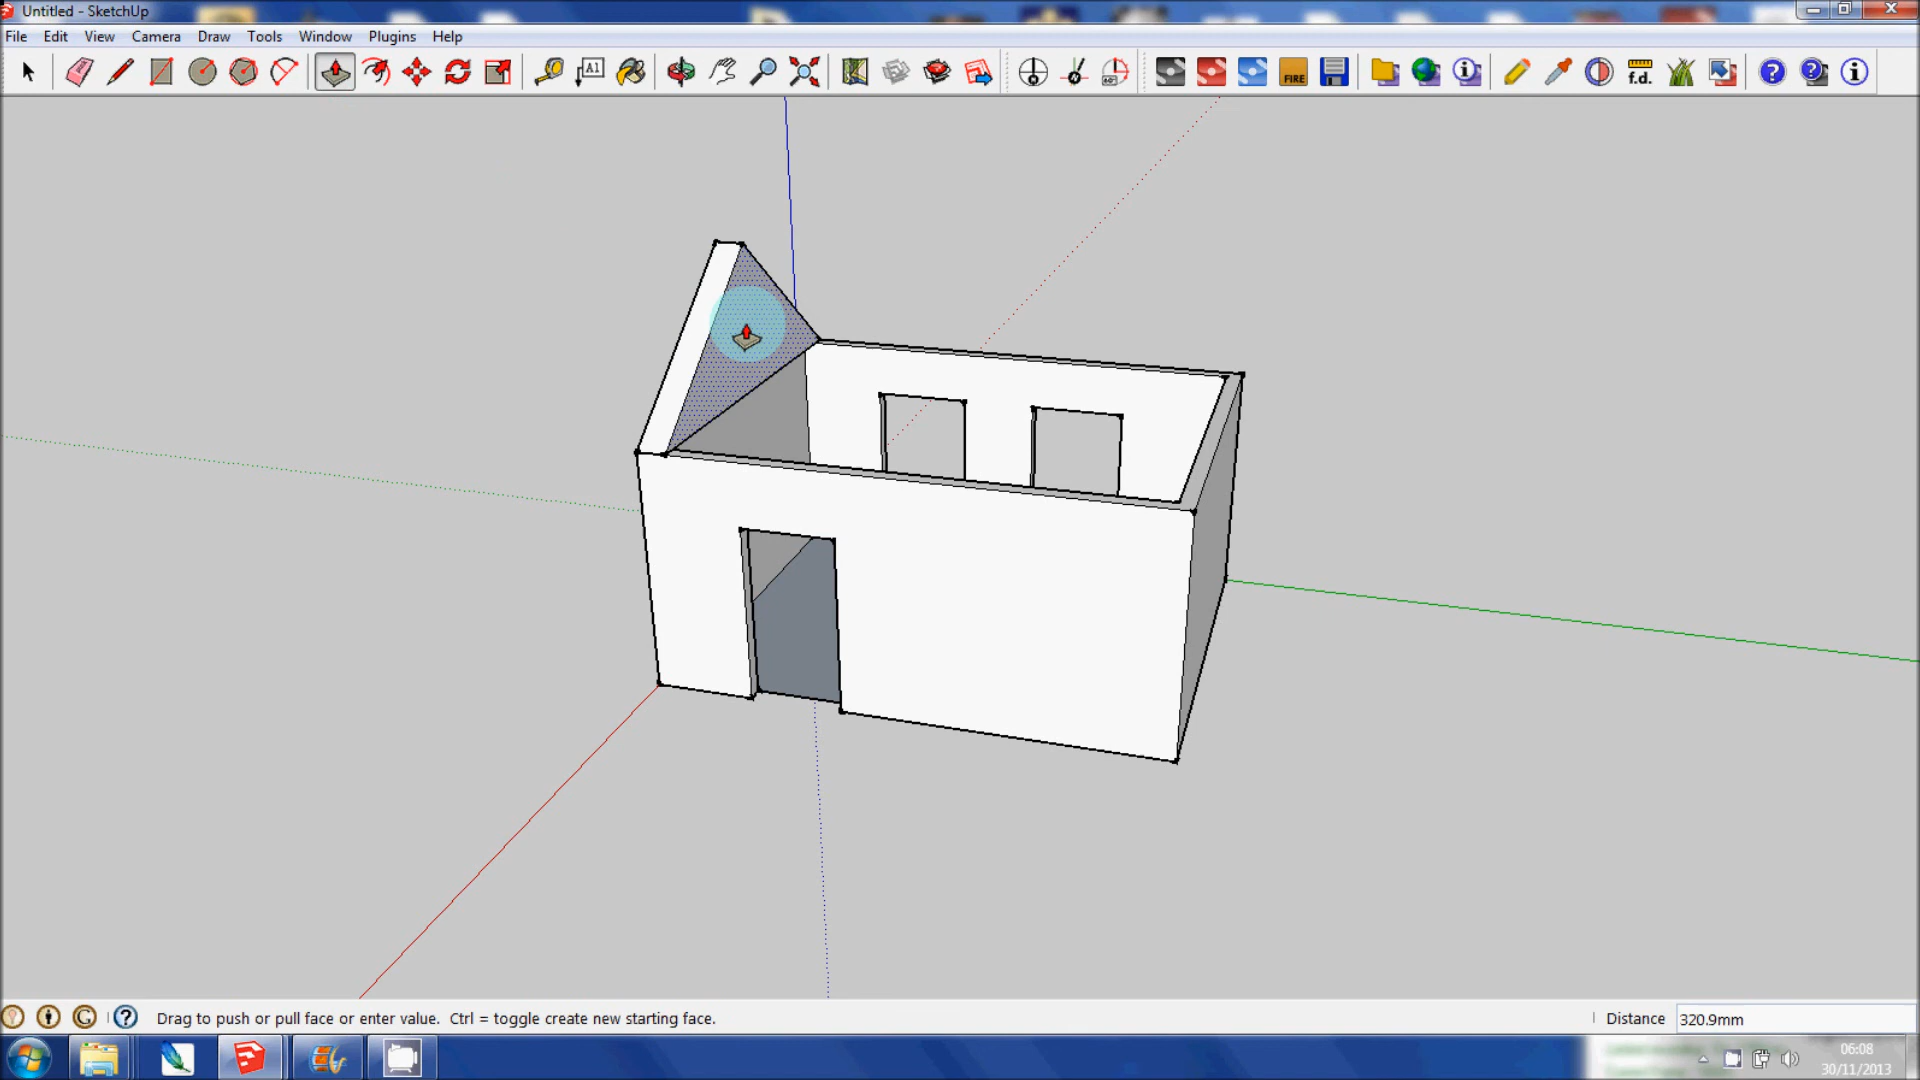 Untitled - SketchUp
File Edit View Camera Draw Tools Window Plugins Help
A1 FIRE f.d. ? ? i
Drag to push or pull face or enter value. Ctrl = toggle create new starting face.
Distance 320.9mm
06:08
30/11/2013